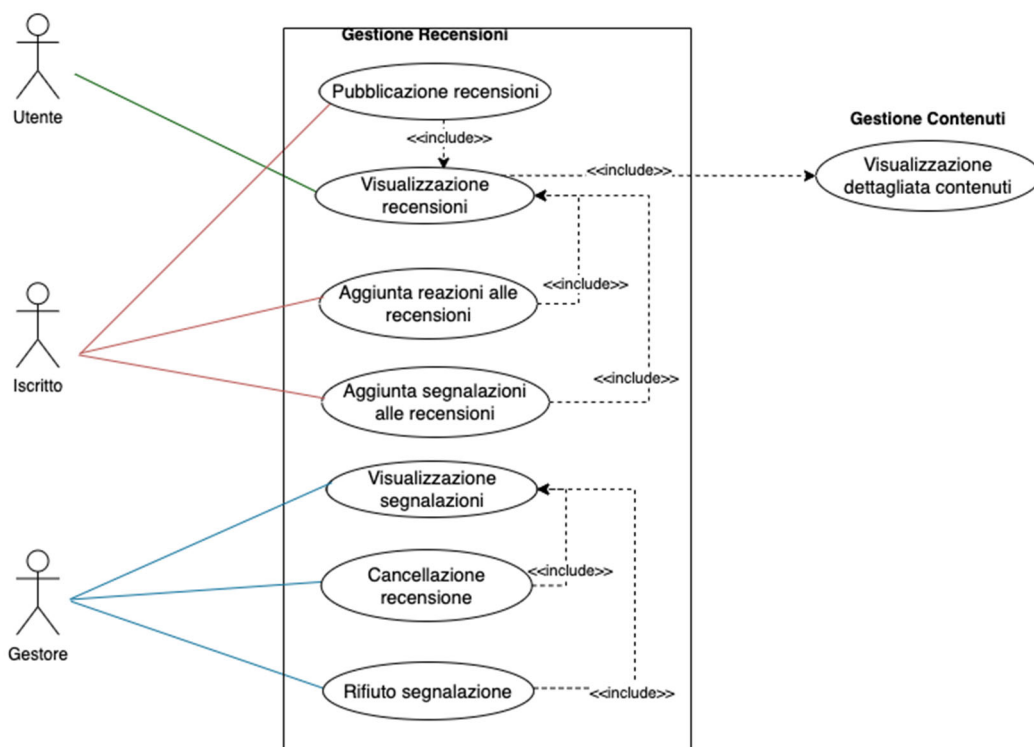 Gestione Recensioni
Pubblicazione recensioni
Utente
<<include>>
Gestione Contenuti
Visualizzazione
dettagliata contenuti
<<include>>
Visualizzazione
recensioni
<<include>>
Aggiunta reazioni alle
recensioni
Iscritto
<<include>>
Aggiunta segnalazioni
alle recensioni
Visualizzazione
segnalazioni
<<include>>
Cancellazione
recensione
Gestore
Rifiuto segnalazione
<<include>>